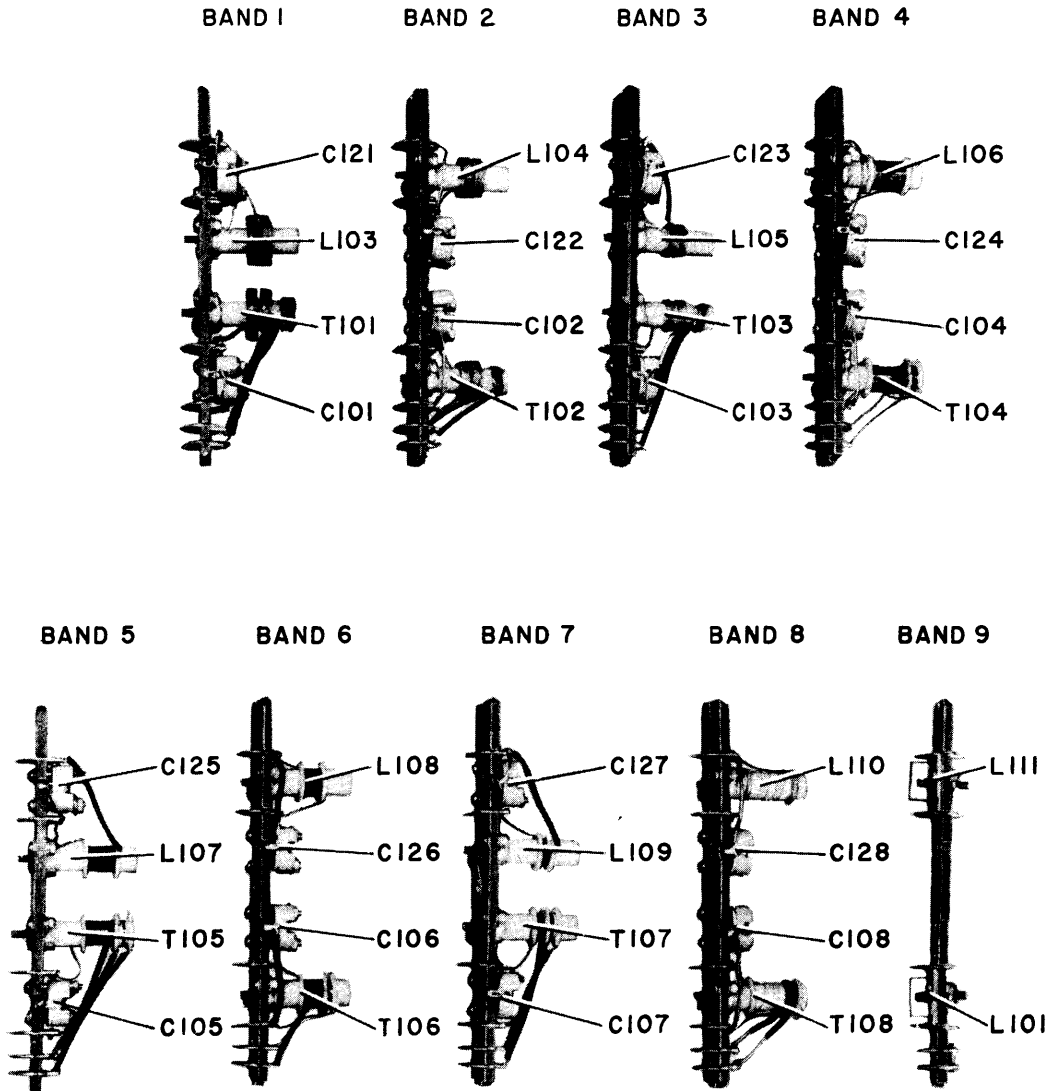 BAND 1 BAND 2 BAND 3 BAND 4
C121 L104 C123 L106
L103 C122 L105 C124
T101 C102 T103 C104
C101 T102 C103 T104
BAND 5 BAND 6 BAND 7 BAND 8 BAND 9
C125 L108 C127 L110 L111
L107 C126 L109 C128
T105 C106 T107 C108
C105 T106 C107 T108 L101